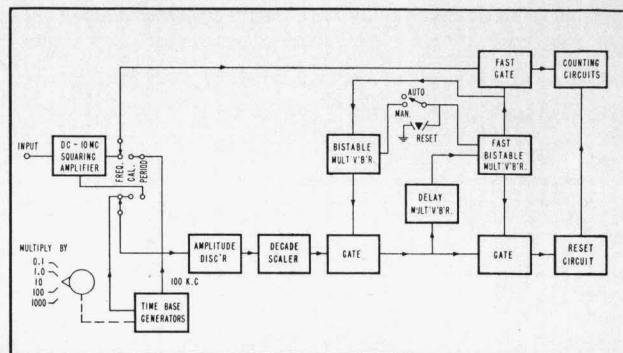 FAST
GATE
COUNTING
CIRCUITS
AUTO
MAN.
RESET
INPUT
DC-10MC
SQUARING
AMPLIFIER
FREQ.
CAL.
PERIOD
BISTABLE
MULT'V'B'R.
FAST
BISTABLE
MULT'V'B'R.
DELAY
MULT'V'B'R.
MULTIPLY BY
0.1
1.0
10
100
1000
AMPLITUDE
DISC'R
DECADE
SCALER
GATE
GATE
RESET
CIRCUIT
100 K.C
TIME BASE
GENERATORS